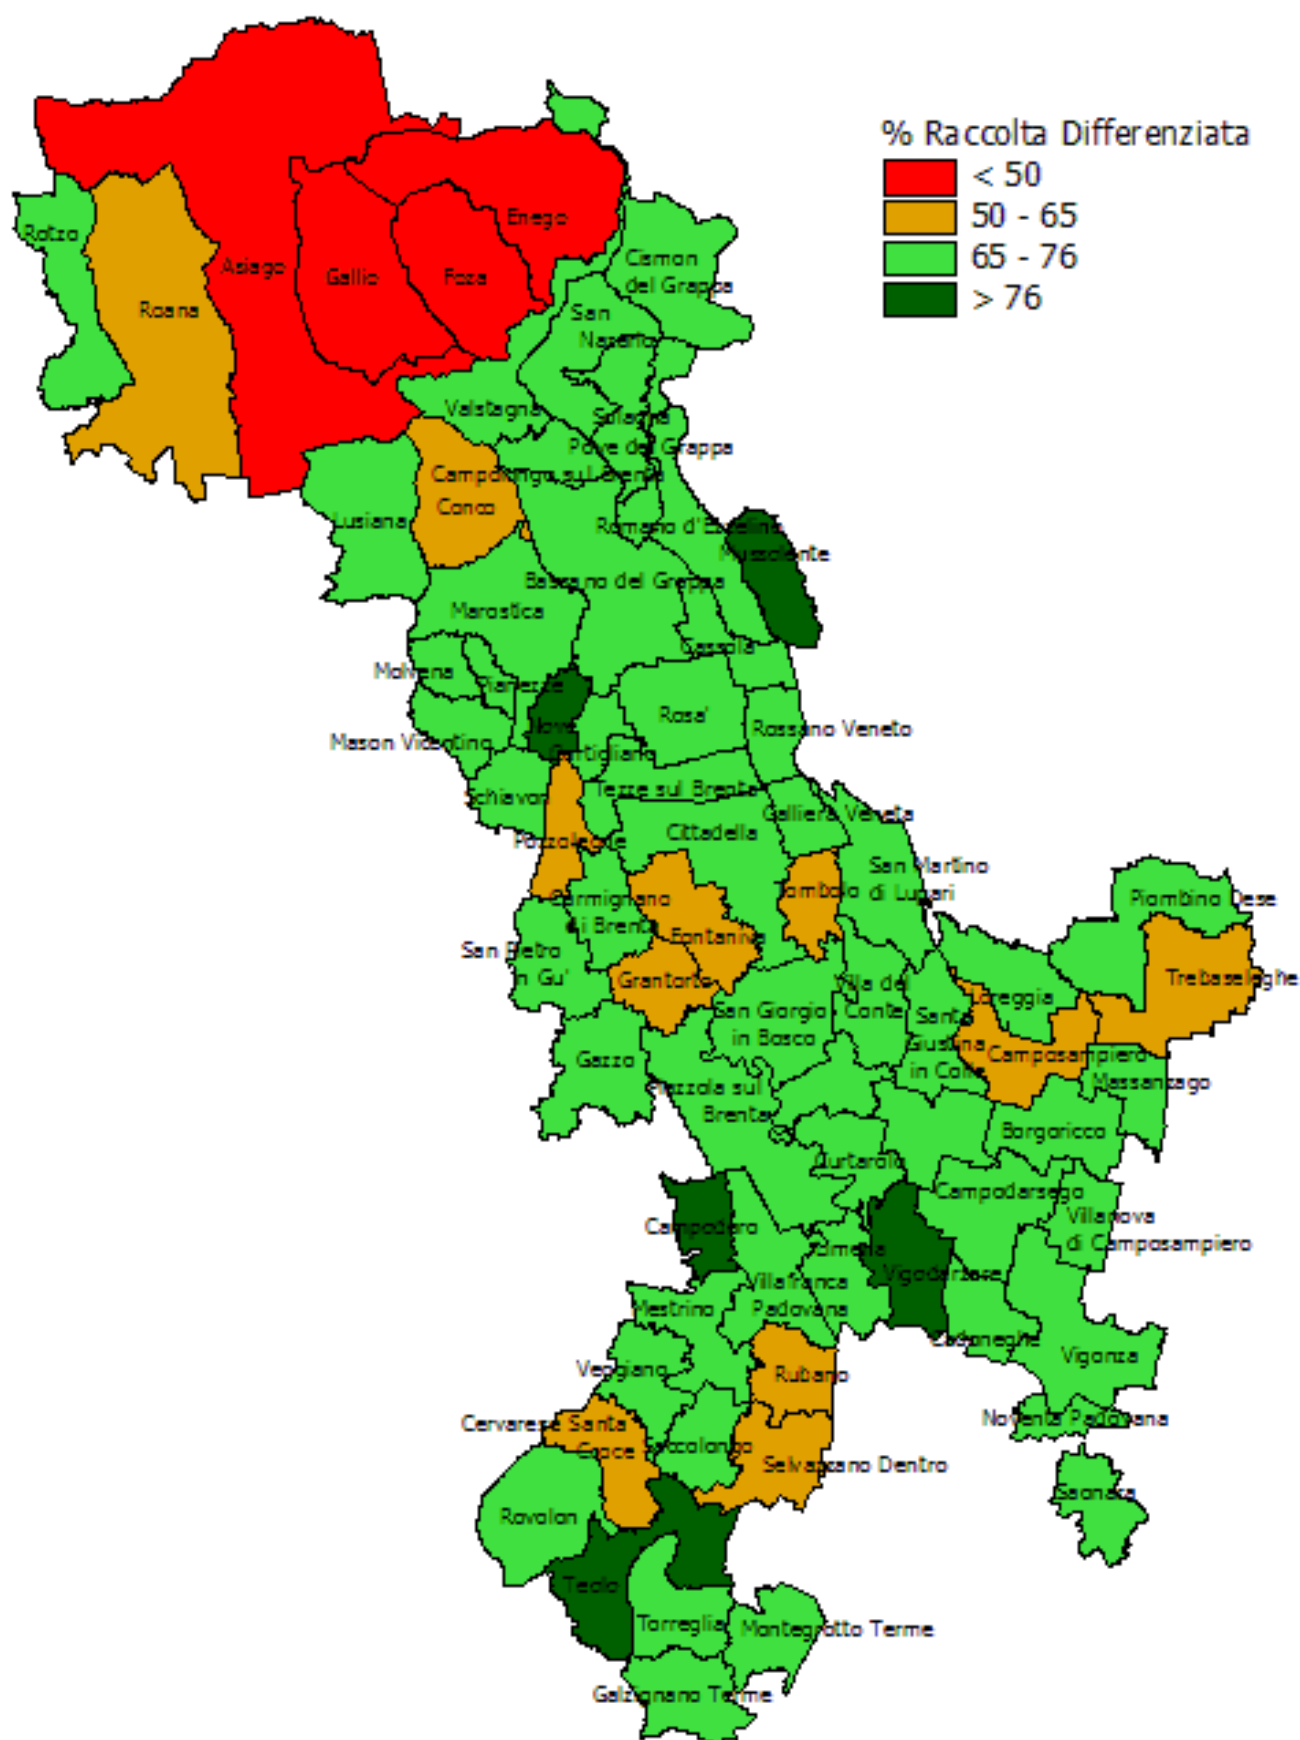 % Raccolta Differenziata
< 50
50 - 65
65 - 76
> 76
Rotzo
Roana
Asiago
Gallio
Foza
Enego
Cismon
del Grappa
San
Nazario
Valstagna
Solagna
Pove del Grappa
Campolongo sul Brenta
Conco
Lusiana
Romano d'Ezzelino
Mussolente
Bassano del Grappa
Marostica
Cassola
Molvena
Pianezze
Nove
Rosa'
Rossano Veneto
Mason Vicentino
Cartigliano
Schiavon
Tezze sul Brenta
Galliera Veneta
Pozzoleone
Cittadella
San Martino
di Lupari
Tombolo
Carmignano
di Brenta
Fontaniva
Piombino Dese
San Pietro
in Gu'
Grantorto
Villa del
Conte
Trebaseleghe
Loreggia
San Giorgio
in Bosco
Santa
Giustina
in Colle
Camposampiero
Gazzo
Massanzago
Piazzola sul
Brenta
Borgoricco
Curtarolo
Campodarsego
Villanova
di Camposampiero
Campodoro
Limena
Vigodarzere
Villafranca
Padovana
Mestrino
Cadoneghe
Vigonza
Veggiano
Rubano
Noventa Padovana
Cervarese Santa
Croce
Saccolongo
Selvazzano Dentro
Saonara
Rovolon
Teolo
Torreglia
Montegrotto Terme
Galzignano Terme